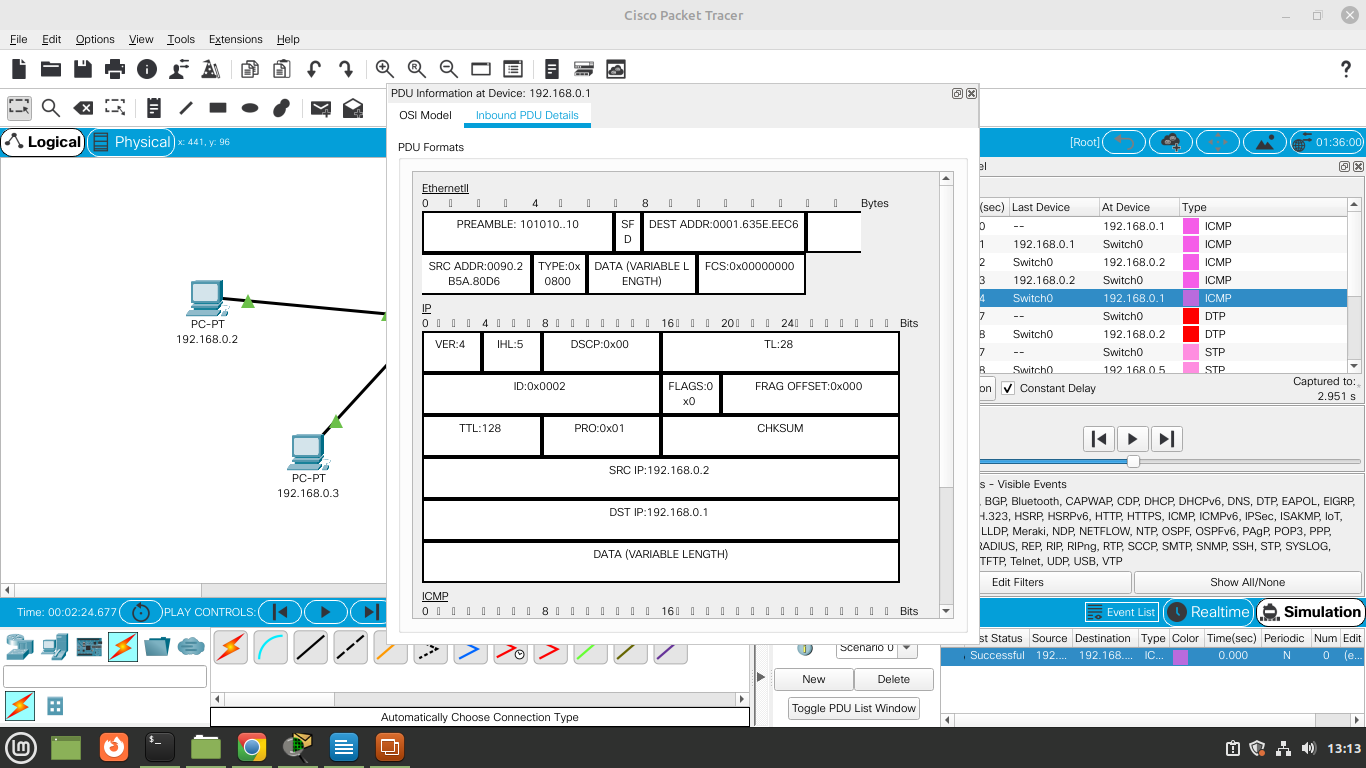 Cisco Packet Tracer
File Edit Options View Tools Extensions Help
Logical
Physical
x: 441, y: 96
[Root]
01:36:00
PC-PT
192.168.0.2
PC-PT
192.168.0.3
PDU Information at Device: 192.168.0.1
OSI Model
Inbound PDU Details
PDU Formats
EthernetII
0 4 8 Bytes
PREAMBLE: 101010..10
SF
D
DEST ADDR:0001.635E.EEC6
SRC ADDR:0090.2
B5A.80D6
TYPE:0x
0800
DATA (VARIABLE L
ENGTH)
FCS:0x00000000
IP
0 4 8 16 20 24 Bits
VER:4
IHL:5
DSCP:0x00
TL:28
ID:0x0002
FLAGS:0
x0
FRAG OFFSET:0x000
TTL:128
PRO:0x01
CHKSUM
SRC IP:192.168.0.2
DST IP:192.168.0.1
DATA (VARIABLE LENGTH)
ICMP
0 8 16 Bits
el
(sec) Last Device At Device Type
0 -- 192.168.0.1 ICMP
1 192.168.0.1 Switch0 ICMP
2 Switch0 192.168.0.2 ICMP
3 192.168.0.2 Switch0 ICMP
4 Switch0 192.168.0.1 ICMP
7 -- Switch0 DTP
8 Switch0 192.168.0.2 DTP
7 -- Switch0 STP
8 Switch0 192.168.0.5 STP
on
Constant Delay
Captured to:
2.951 s
s - Visible Events
, BGP, Bluetooth, CAPWAP, CDP, DHCP, DHCPv6, DNS, DTP, EAPOL, EIGRP,
H.323, HSRP, HSRPv6, HTTP, HTTPS, ICMP, ICMPv6, IPSec, ISAKMP, IoT,
LLDP, Meraki, NDP, NETFLOW, NTP, OSPF, OSPFv6, PAgP, POP3, PPP,
RADIUS, REP, RIP, RIPng, RTP, SCCP, SMTP, SNMP, SSH, STP, SYSLOG,
TFTP, Telnet, UDP, USB, VTP
Edit Filters
Show All/None
Time: 00:02:24.677
PLAY CONTROLS:
Event List
Realtime
Simulation
Automatically Choose Connection Type
Scenario 0
New
Delete
Toggle PDU List Window
st Status Source Destination Type Color Time(sec) Periodic Num Edit
Successful 192.... 192.168.... IC... 0.000 N 0 (e...
13:13